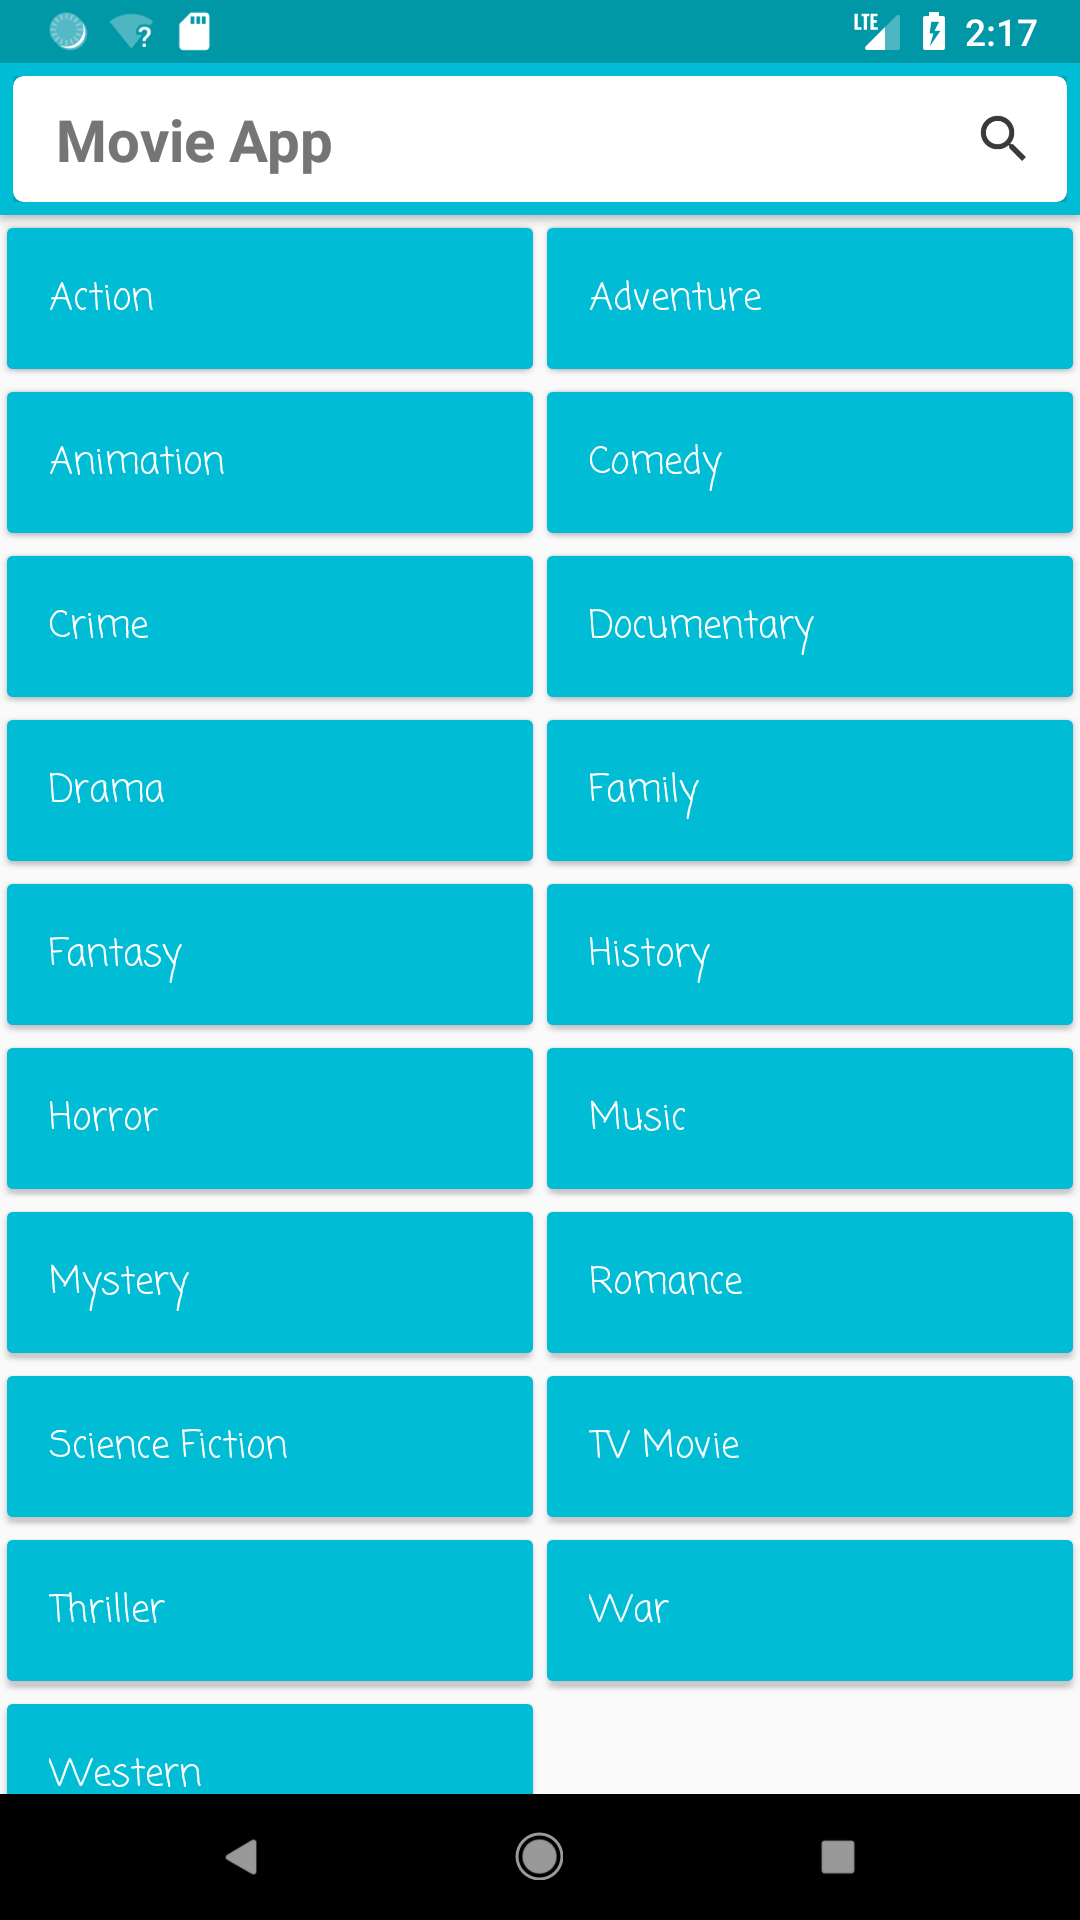 LTE 2:17
Movie App
Action Adventure
Animation Comedy
Crime Documentary
Drama Family
Fantasy History
Horror Music
Mystery Romance
Science Fiction TV Movie
Thriller War
Western